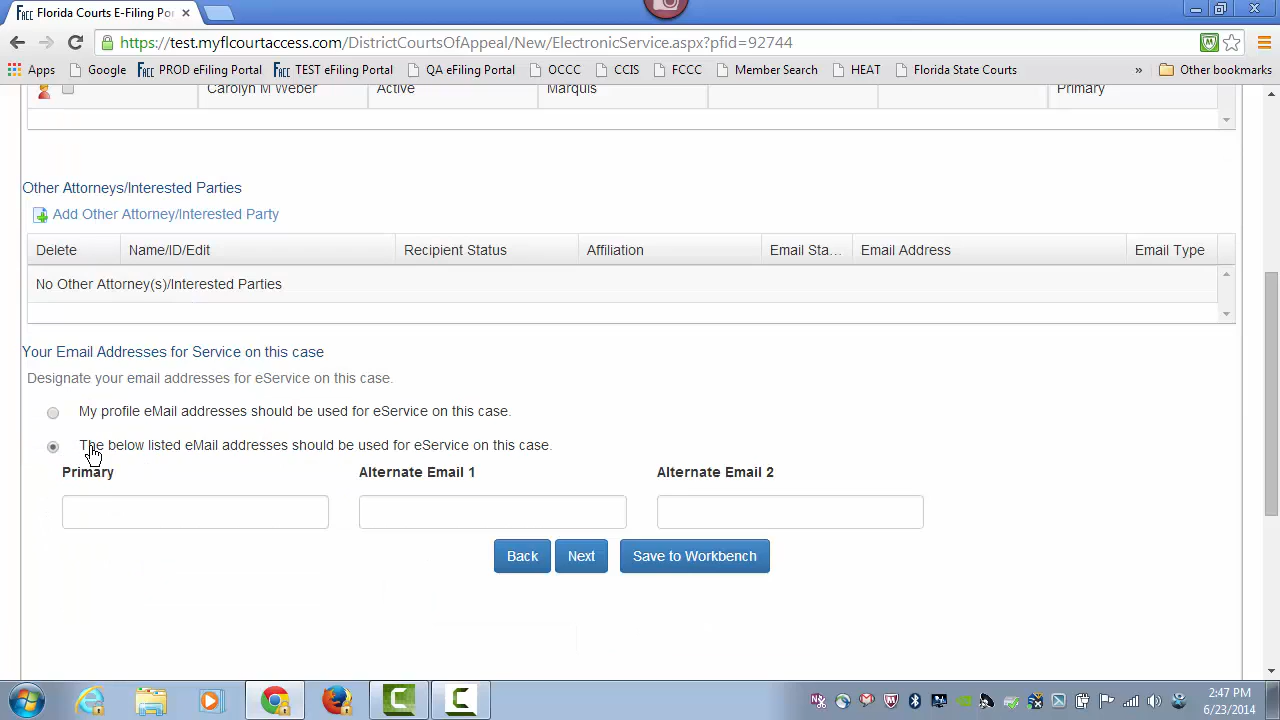 FACC Florida Courts E-Filing Po
https://test.myflcourtaccess.com/DistrictCourtsOfAppeal/New/ElectronicService.aspx?pfid=92744
Apps Google FACC PROD eFiling Portal FACC TEST eFiling Portal QA eFiling Portal OCCC CCIS FCCC Member Search HEAT Florida State Courts » Other bookmarks
Carolyn M Weber Active Marquis Primary
Other Attorneys/Interested Parties
Add Other Attorney/Interested Party
Delete Name/ID/Edit Recipient Status Affiliation Email Sta... Email Address Email Type
No Other Attorney(s)/Interested Parties
Your Email Addresses for Service on this case
Designate your email addresses for eService on this case.
My profile eMail addresses should be used for eService on this case.
The below listed eMail addresses should be used for eService on this case.
Primary Alternate Email 1 Alternate Email 2
Back Next Save to Workbench
2:47 PM
6/23/2014